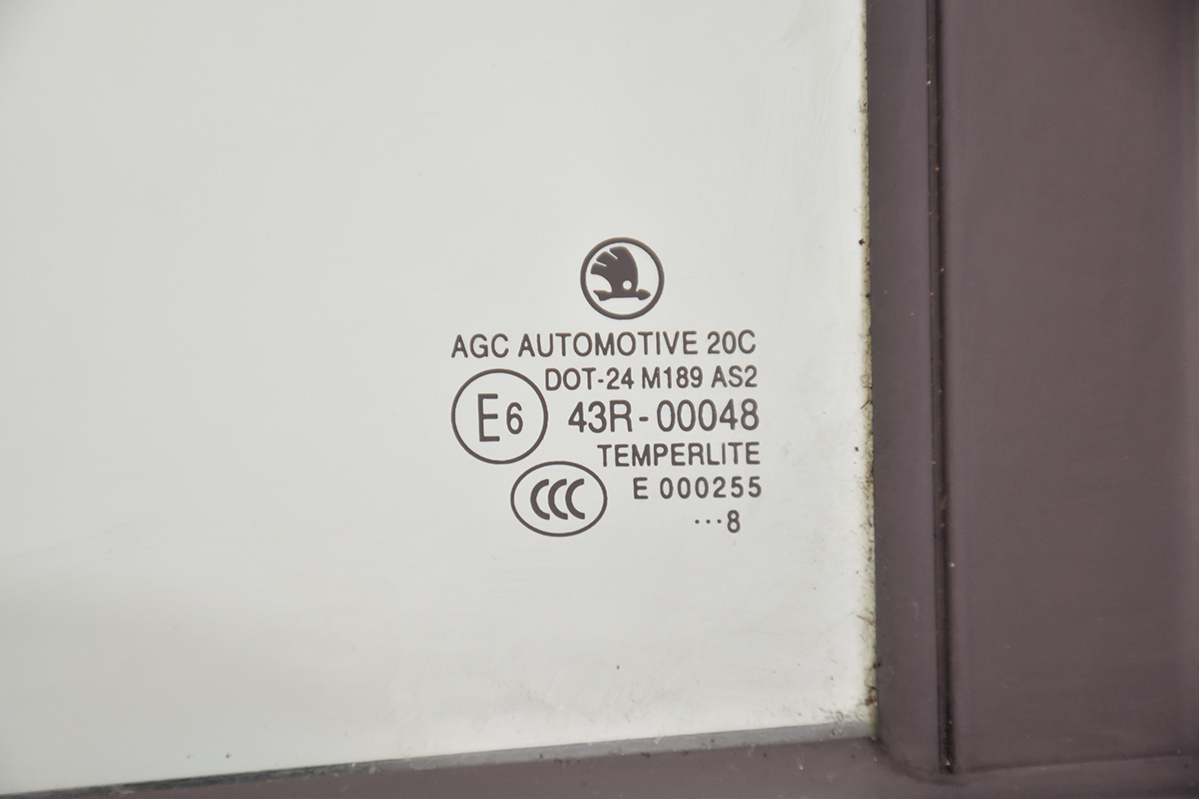 AGC AUTOMOTIVE 20C
DOT-24 M189 AS2
E6 43R-00048
TEMPERLITE
CCC E 000255
...8